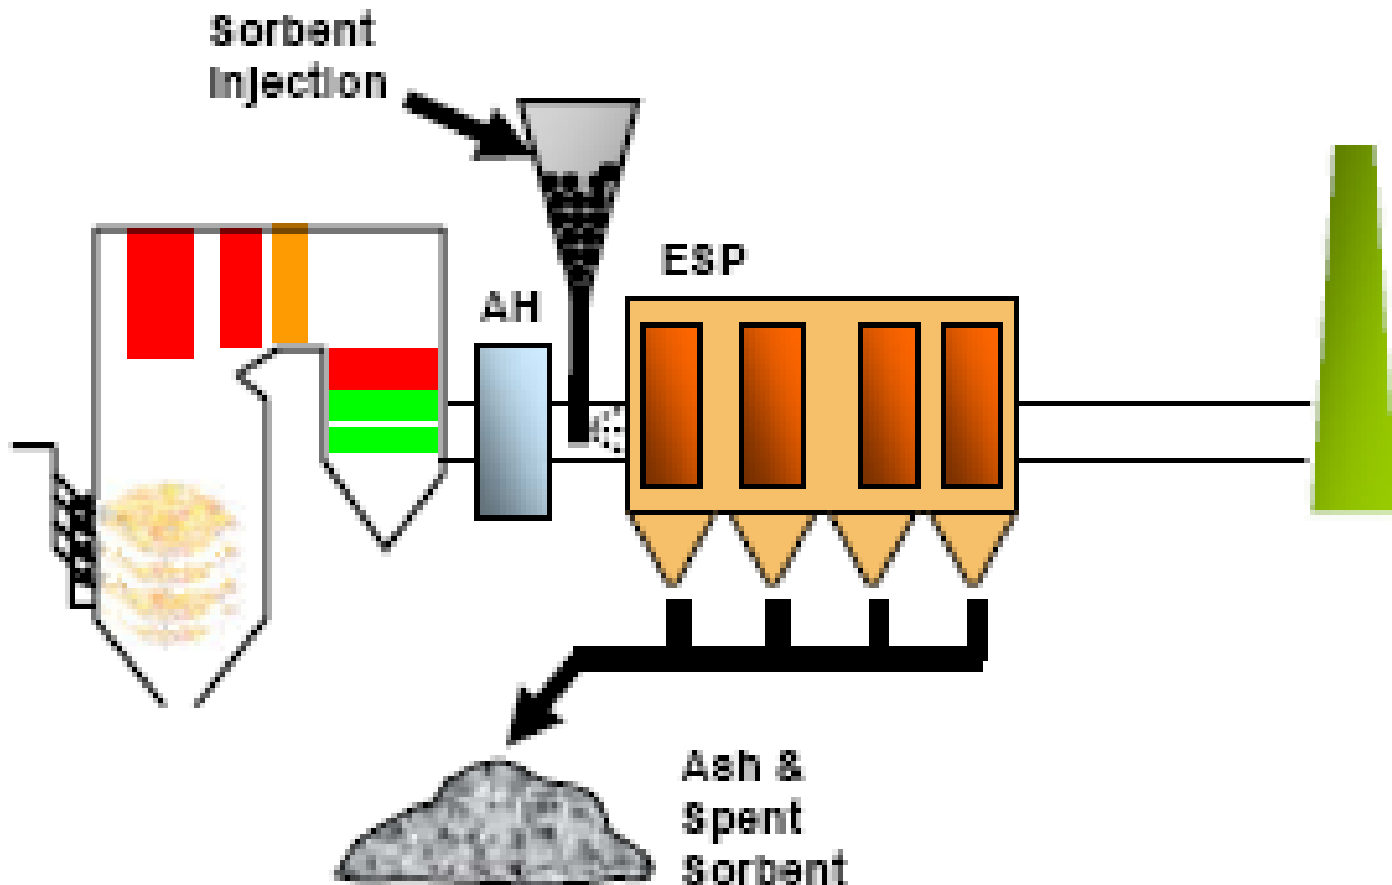 Sorbent
Injection
ESP
AH
Ash &
Spent
Sorbent